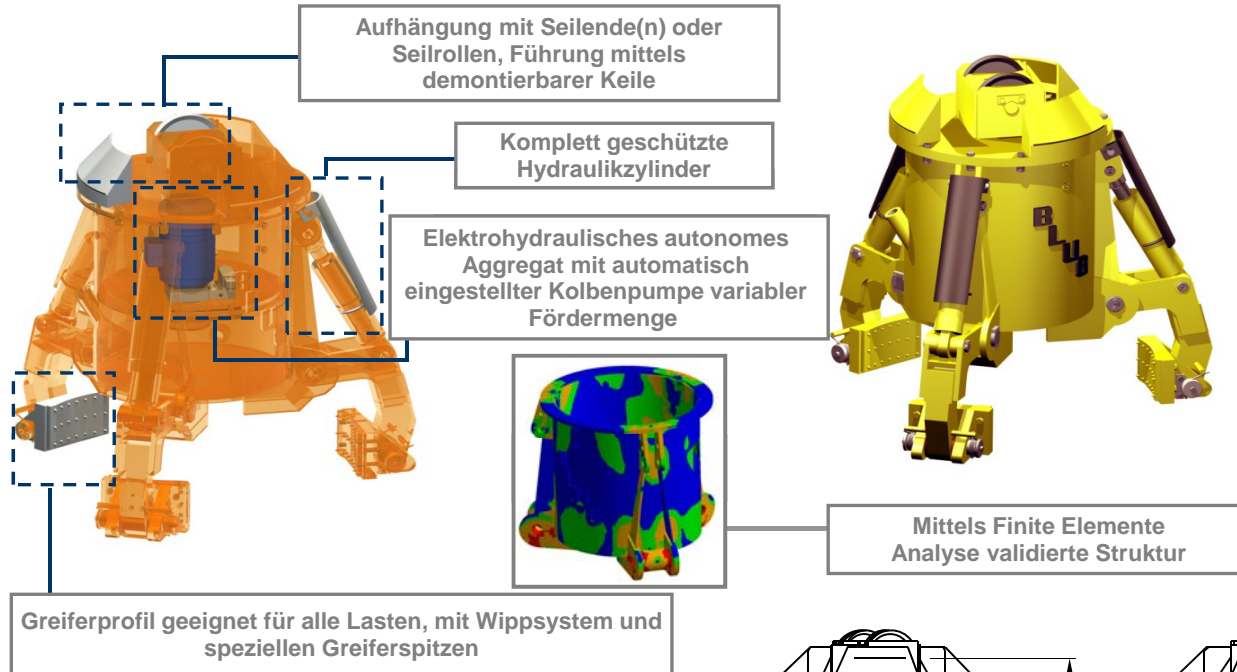 Aufhängung mit Seilende(n) oder
Seilrollen, Führung mittels
demontierbarer Keile
Komplett geschützte
Hydraulikzylinder
Elektrohydraulisches autonomes
Aggregat mit automatisch
eingestellter Kolbenpumpe variabler
Fördermenge
BLUG
Mittels Finite Elemente
Analyse validierte Struktur
Greiferprofil geeignet für alle Lasten, mit Wippsystem und
speziellen Greiferspitzen